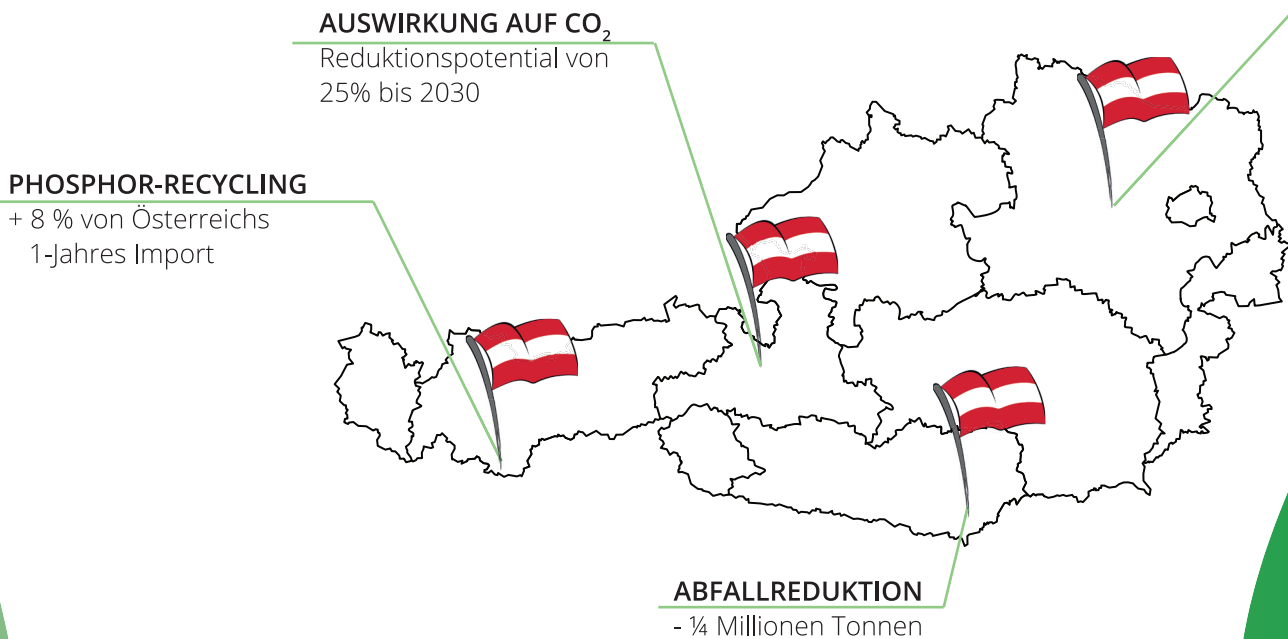 AUSWIRKUNG AUF CO₂
Reduktionspotential von
25% bis 2030
PHOSPHOR-RECYCLING
+ 8 % von Österreichs
1-Jahres Import
ABFALLREDUKTION
- ¼ Millionen Tonnen